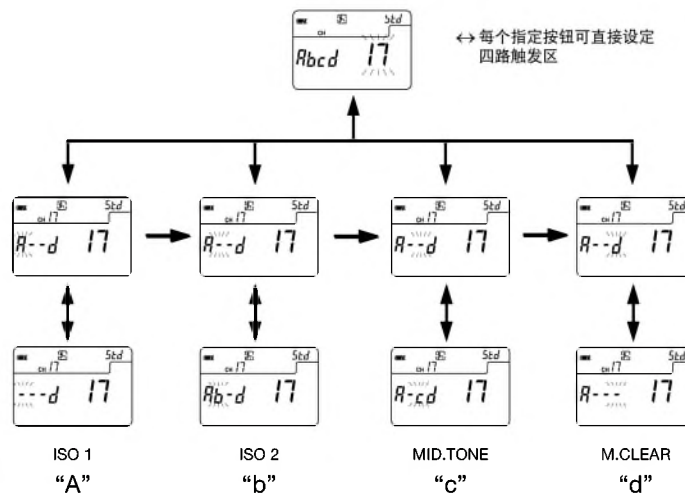 Std
CH
Abcd 17
↔ 每个指定按钮可直接设定
四路触发区
Std Std Std Std
CH 17 CH 17 CH 17 CH 17
A--d 17 A--d 17 A--d 17 A--d 17
Std Std Std Std
CH 17 CH 17 CH 17 CH 17
---d 17 Ab-d 17 A-cd 17 A--- 17
ISO 1 ISO 2 MID.TONE M.CLEAR
“A” “b” “c” “d”